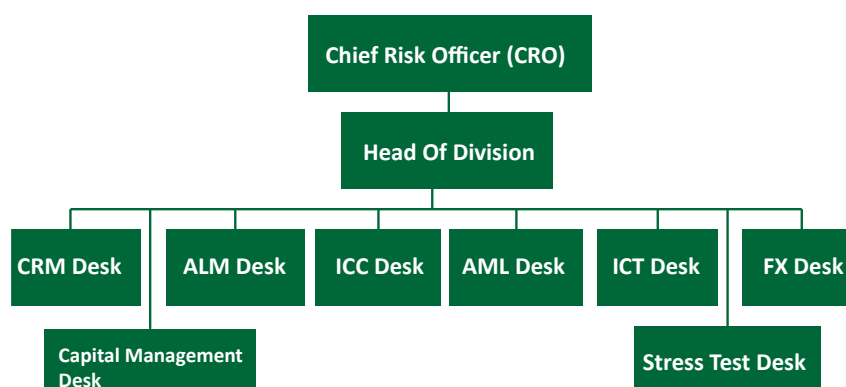 Chief Risk Officer (CRO)
Head Of Division
CRM Desk
ALM Desk
ICC Desk
AML Desk
ICT Desk
FX Desk
Capital Management
Desk
Stress Test Desk